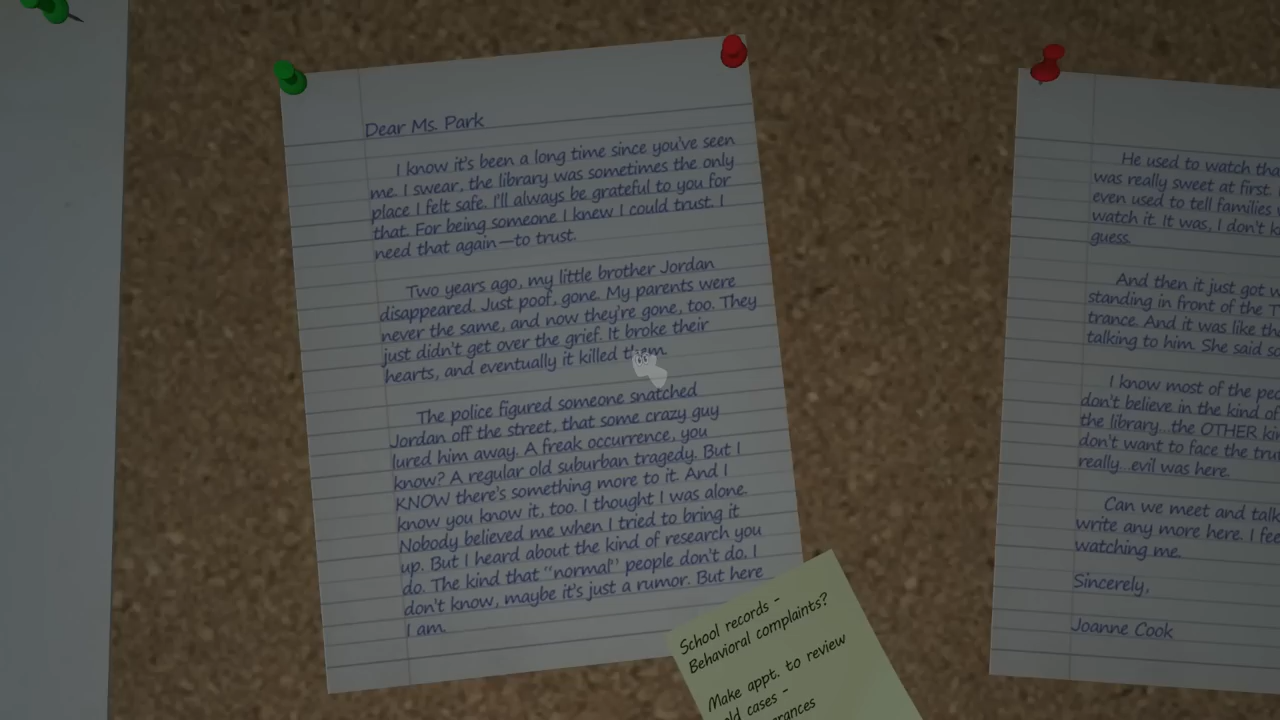 Dear Ms. Park
I know it's been a long time since you've seen
me. I swear, the library was sometimes the only
place I felt safe. I'll always be grateful to you for
that. For being someone I knew I could trust. I
need that again—to trust.
Two years ago, my little brother Jordan
disappeared. Just poof, gone. My parents were
never the same, and now they're gone, too. They
just didn't get over the grief. It broke their
hearts, and eventually it killed them.
The police figured someone snatched
Jordan off the street, that some crazy guy
lured him away. A freak occurrence, you
know? A regular old suburban tragedy. But I
KNOW there's something more to it. And I
know you know it, too. I thought I was alone.
Nobody believed me when I tried to bring it
up. But I heard about the kind of research you
do. The kind that "normal" people don't do. I
don't know, maybe it's just a rumor. But here
I am.
School records -
Behavioral complaints?
Make appt. to review
cases -
He used to watch
was really sweet at first.
even used to tell families
watch it. It was, I don't
guess.
And then it just got
standing in front of the
trance. And it was like
talking to him. She said
I know most of the
don't believe in the kind of
the library...the OTHER
don't want to face the
really...evil was here.
Can we meet and talk
write any more here. I
watching me.
Sincerely,
Joanne Cook